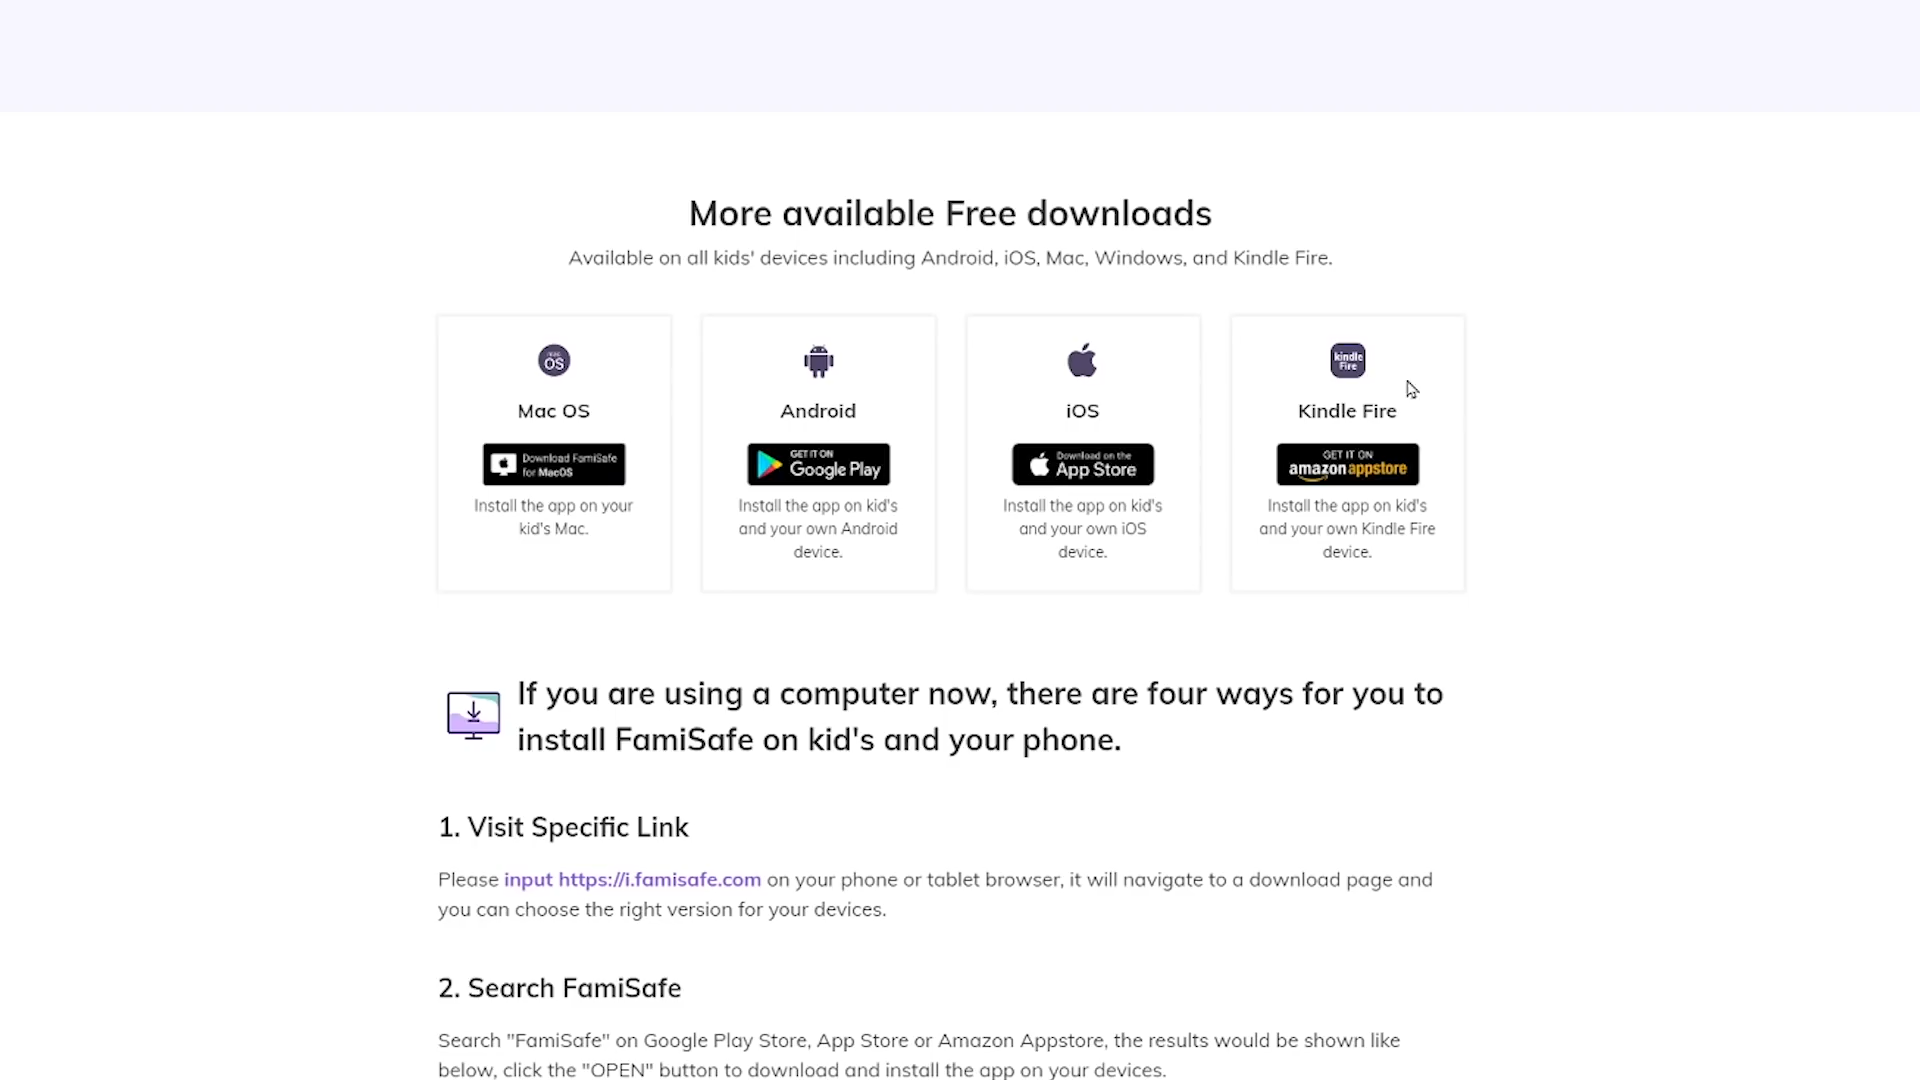 More available Free downloads
Available on all kids' devices including Android, iOS, Mac, Windows, and Kindle Fire.
mac
OS
Mac OS
Download FamiSafe
for MacOS
Install the app on your
kid's Mac.
Android
GET IT ON
Google Play
Install the app on kid's
and your own Android
device.
iOS
Download on the
App Store
Install the app on kid's
and your own iOS
device.
kindle
Fire
Kindle Fire
GET IT ON
amazon appstore
Install the app on kid's
and your own Kindle Fire
device.
If you are using a computer now, there are four ways for you to
install FamiSafe on kid's and your phone.
1. Visit Specific Link
Please input https://i.famisafe.com on your phone or tablet browser, it will navigate to a download page and
you can choose the right version for your devices.
2. Search FamiSafe
Search "FamiSafe" on Google Play Store, App Store or Amazon Appstore, the results would be shown like
below, click the "OPEN" button to download and install the app on your devices.